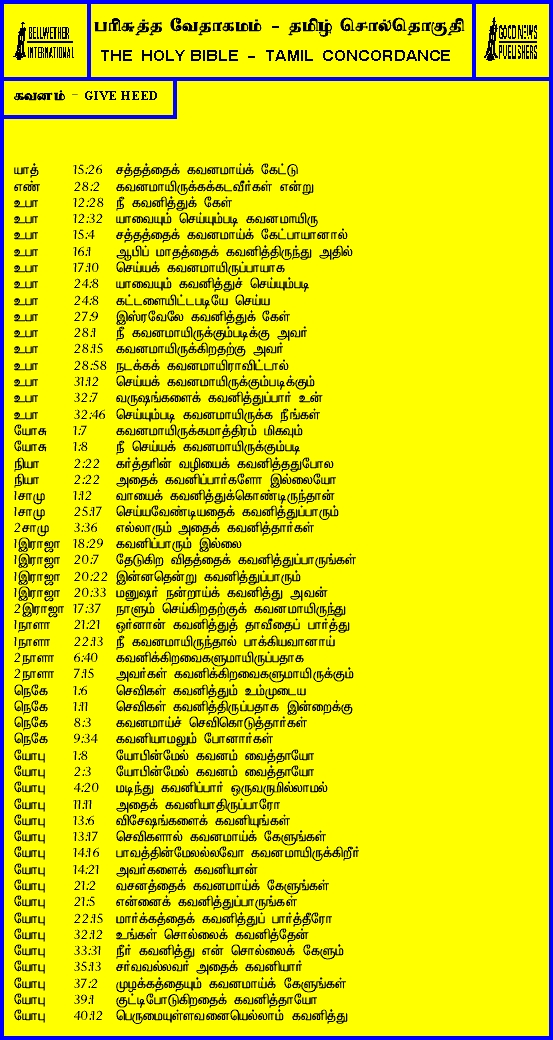 BELLWETHER
INTERNATIONAL
பரிசுத்த வேதாகமம் - தமிழ் சொல்தொகுதி
THE HOLY BIBLE - TAMIL CONCORDANCE
GOOD NEWS
PUBLISHERS
கவனம் - GIVE HEED
யாத் 15:26 சத்தத்தைக் கவனமாய்க் கேட்டு
எண் 28:2 கவனமாயிருக்கக்கடவீர்கள் என்று
உபா 12:28 நீ கவனித்துக் கேள்
உபா 12:32 யாவையும் செய்யும்படி கவனமாயிரு
உபா 15:4 சத்தத்தைக் கவனமாய்க் கேட்பாயானால்
உபா 16:1 ஆபிப் மாதத்தைக் கவனித்திருந்து அதில்
உபா 17:10 செய்யக் கவனமாயிருப்பாயாக
உபா 24:8 யாவையும் கவனித்துச் செய்யும்படி
உபா 24:8 கட்டளையிட்டபடியே செய்ய
உபா 27:9 இஸ்ரவேலே கவனித்துக் கேள்
உபா 28:1 நீ கவனமாயிருக்கும்படிக்கு அவர்
உபா 28:15 கவனமாயிருக்கிறதற்கு அவர்
உபா 28:58 நடக்கக் கவனமாயிராவிட்டால்
உபா 31:12 செய்யக் கவனமாயிருக்கும்படிக்கும்
உபா 32:7 வருஷங்களைக் கவனித்துப்பார் உன்
உபா 32:46 செய்யும்படி கவனமாயிருக்க நீங்கள்
யோசு 1:7 கவனமாயிருக்கமாத்திரம் மிகவும்
யோசு 1:8 நீ செய்யக் கவனமாயிருக்கும்படி
நியா 2:22 கர்த்தரின் வழியைக் கவனித்ததுபோல
நியா 2:22 அதைக் கவனிப்பார்களோ இல்லையோ
1சாமு 1:12 வாயைக் கவனித்துக்கொண்டிருந்தான்
1சாமு 25:17 செய்யவேண்டியதைக் கவனித்துப்பாரும்
2சாமு 3:36 எல்லாரும் அதைக் கவனித்தார்கள்
1இராஜா 18:29 கவனிப்பாரும் இல்லை
1இராஜா 20:7 தேடுகிற விதத்தைக் கவனித்துப்பாருங்கள்
1இராஜா 20:22 இன்னதென்று கவனித்துப்பாரும்
1இராஜா 20:33 மனுஷர் நன்றாய்க் கவனித்து அவன்
2இராஜா 17:37 நாளும் செய்கிறதற்குக் கவனமாயிருந்து
1நாளா 21:21 ஒர்னான் கவனித்துத் தாவீதைப் பார்த்து
1நாளா 22:13 நீ கவனமாயிருந்தால் பாக்கியவானாய்
2நாளா 6:40 கவனிக்கிறவைகளுமாயிருப்பதாக
2நாளா 7:15 அவர்கள் கவனிக்கிறவைகளுமாயிருக்கும்
நெகே 1:6 செவிகள் கவனித்தும் உம்முடைய
நெகே 1:11 செவிகள் கவனித்திருப்பதாக இன்றைக்கு
நெகே 8:3 கவனமாய்ச் செவிகொடுத்தார்கள்
நெகே 9:34 கவனியாமலும் போனார்கள்
யோபு 1:8 யோபின்மேல் கவனம் வைத்தாயோ
யோபு 2:3 யோபின்மேல் கவனம் வைத்தாயோ
யோபு 4:20 மடிந்து கவனிப்பார் ஒருவருமில்லாமல்
யோபு 11:11 அதைக் கவனியாதிருப்பாரோ
யோபு 13:6 விசேஷங்களைக் கவனியுங்கள்
யோபு 13:17 செவிகளால் கவனமாய்க் கேளுங்கள்
யோபு 14:16 பாவத்தின்மேலல்லவோ கவனமாயிருக்கிறீர்
யோபு 14:21 அவர்களைக் கவனியான்
யோபு 21:2 வசனத்தைக் கவனமாய்க் கேளுங்கள்
யோபு 21:5 என்னைக் கவனித்துப்பாருங்கள்
யோபு 22:15 மார்க்கத்தைக் கவனித்துப் பார்த்தீரோ
யோபு 32:12 உங்கள் சொல்லைக் கவனித்தேன்
யோபு 33:31 நீர் கவனித்து என் சொல்லைக் கேளும்
யோபு 35:13 சர்வவல்லவர் அதைக் கவனியார்
யோபு 37:2 முழக்கத்தையும் கவனமாய்க் கேளுங்கள்
யோபு 39:1 குட்டிபோடுகிறதைக் கவனித்தாயோ
யோபு 40:12 பெருமையுள்ளவனையெல்லாம் கவனித்து